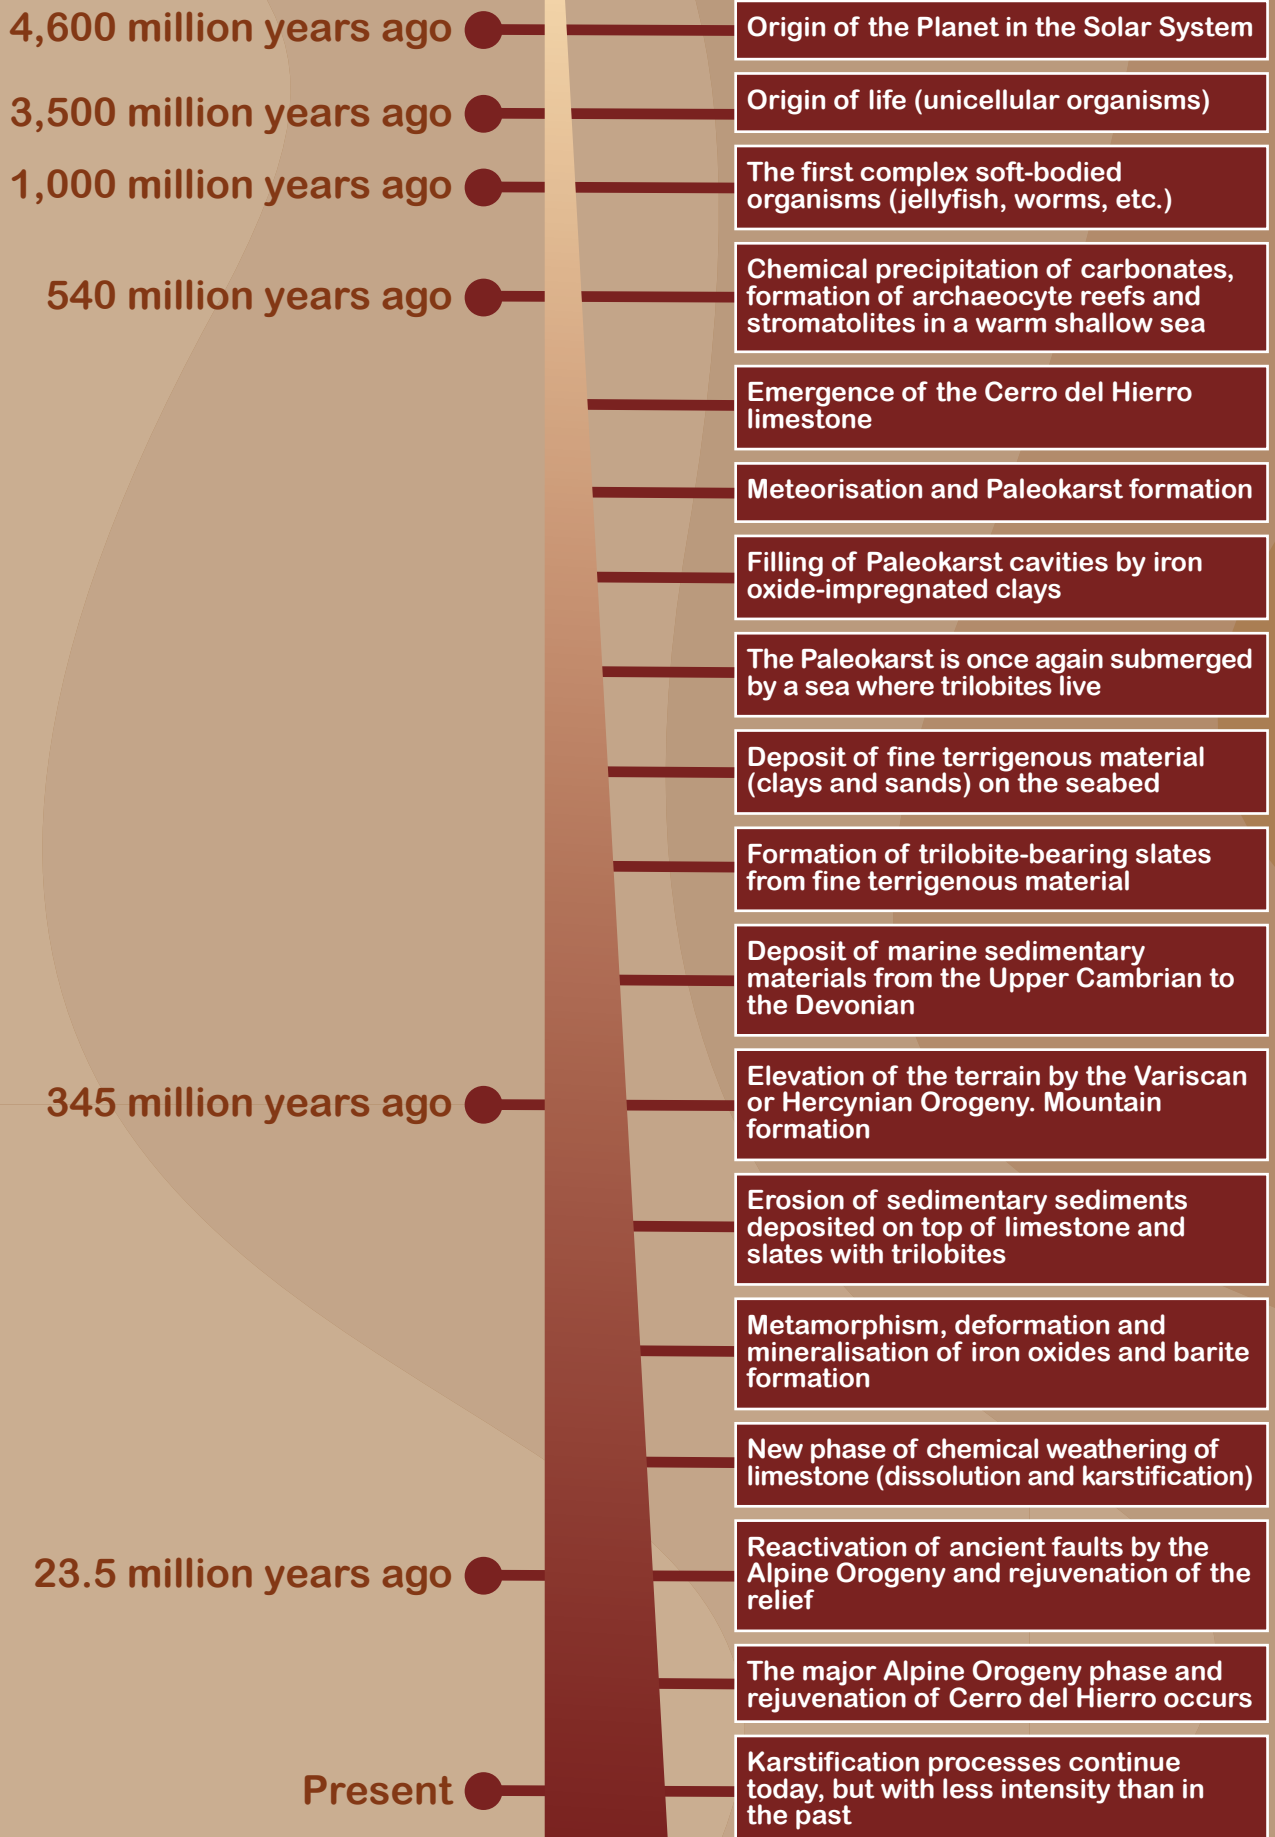 4,600 million years ago
Origin of the Planet in the Solar System
3,500 million years ago
Origin of life (unicellular organisms)
1,000 million years ago
The first complex soft-bodied
organisms (jellyfish, worms, etc.)
540 million years ago
Chemical precipitation of carbonates,
formation of archaeocyte reefs and
stromatolites in a warm shallow sea
Emergence of the Cerro del Hierro
limestone
Meteorisation and Paleokarst formation
Filling of Paleokarst cavities by iron
oxide-impregnated clays
The Paleokarst is once again submerged
by a sea where trilobites live
Deposit of fine terrigenous material
(clays and sands) on the seabed
Formation of trilobite-bearing slates
from fine terrigenous material
Deposit of marine sedimentary
materials from the Upper Cambrian to
the Devonian
345 million years ago
Elevation of the terrain by the Variscan
or Hercynian Orogeny. Mountain
formation
Erosion of sedimentary sediments
deposited on top of limestone and
slates with trilobites
Metamorphism, deformation and
mineralisation of iron oxides and barite
formation
New phase of chemical weathering of
limestone (dissolution and karstification)
23.5 million years ago
Reactivation of ancient faults by the
Alpine Orogeny and rejuvenation of the
relief
The major Alpine Orogeny phase and
rejuvenation of Cerro del Hierro occurs
Present
Karstification processes continue
today, but with less intensity than in
the past